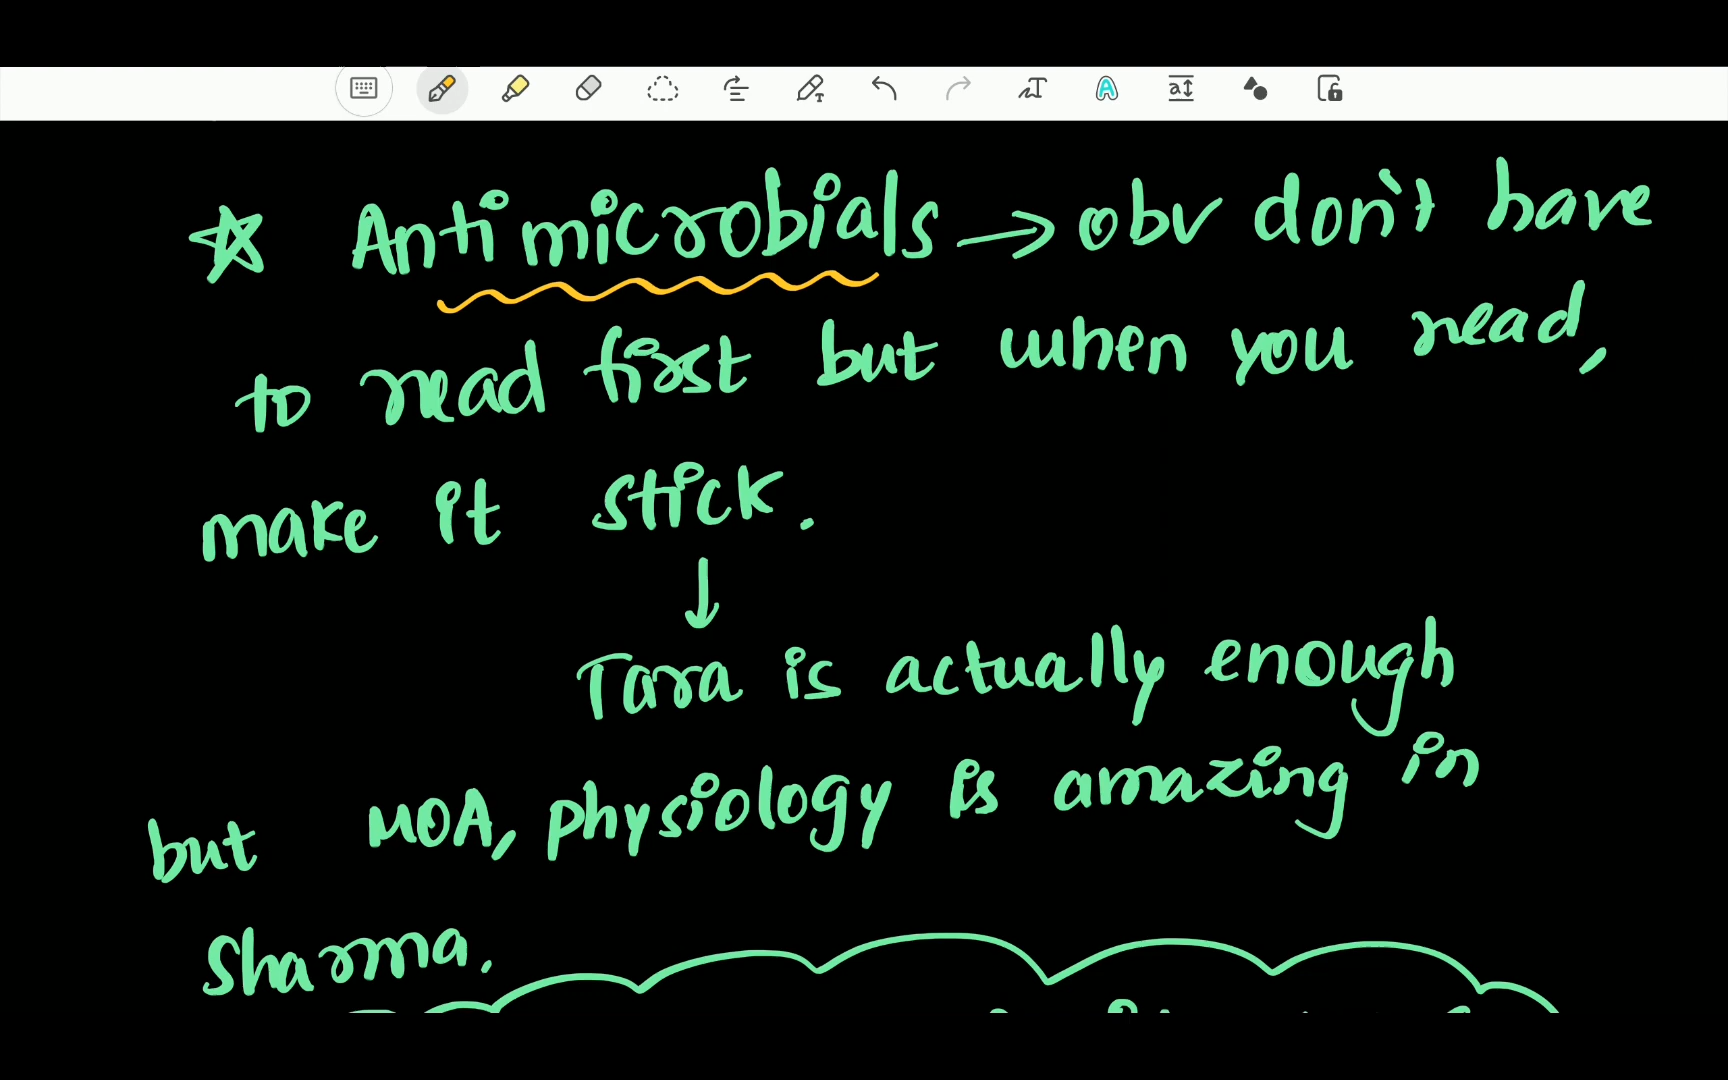 ☆ Antimicrobials → obv don't have
to read first but when you read,
make it stick.
↓
Tara is actually enough
but MOA, physiology is amazing in
Sharma.